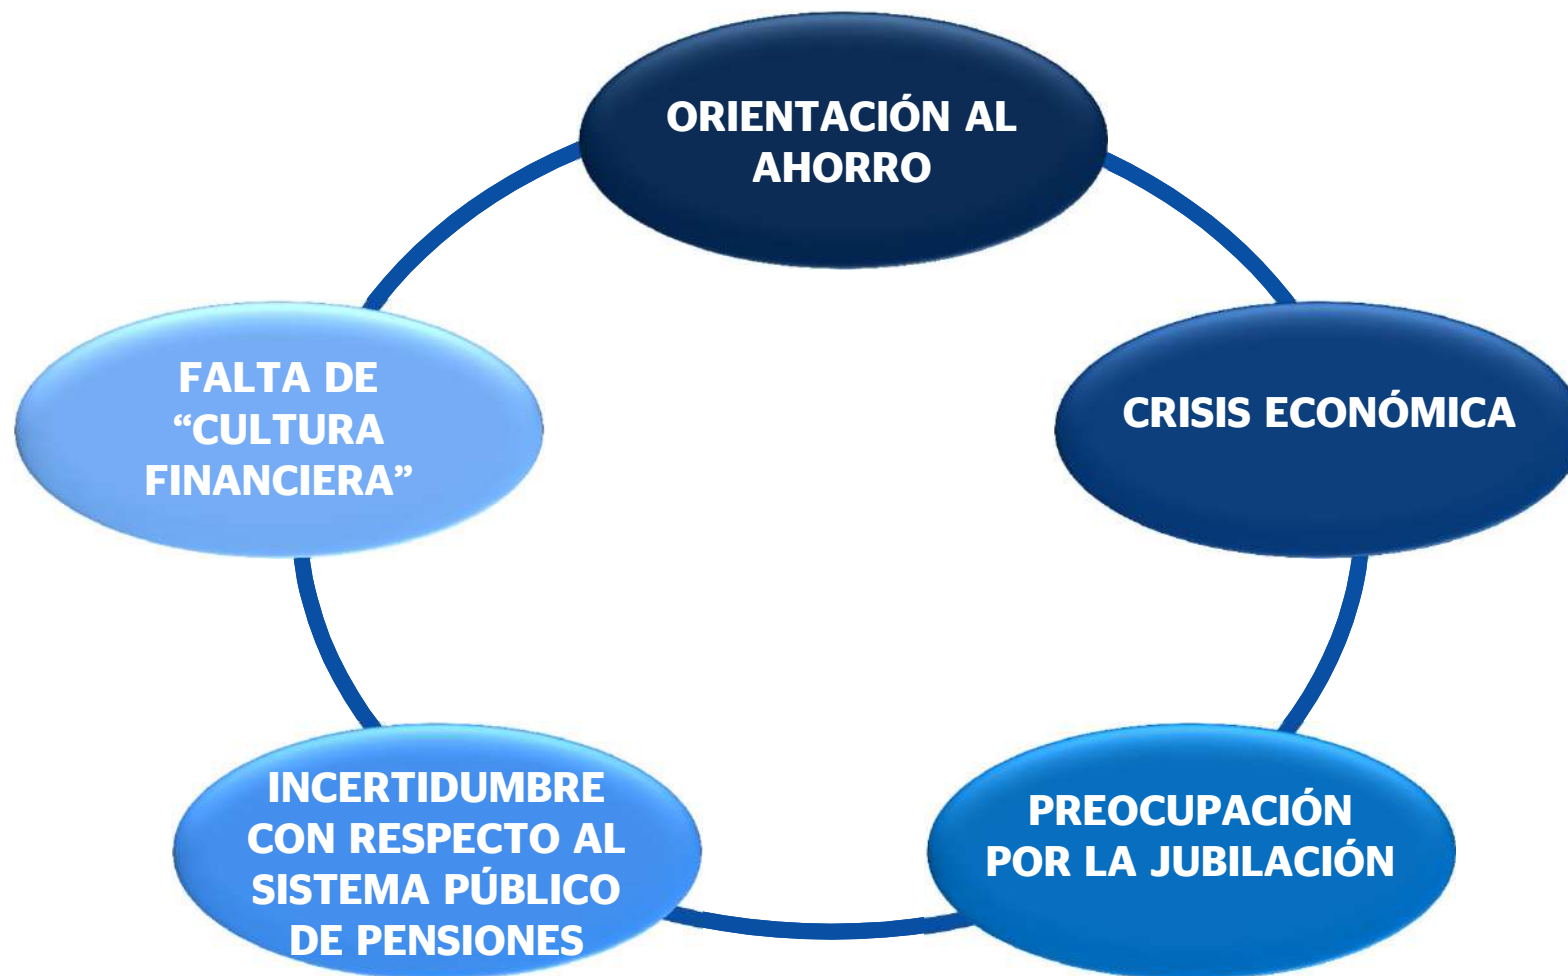 ORIENTACIÓN AL
AHORRO
CRISIS ECONÓMICA
PREOCUPACIÓN
POR LA JUBILACIÓN
INCERTIDUMBRE
CON RESPECTO AL
SISTEMA PÚBLICO
DE PENSIONES
FALTA DE
“CULTURA
FINANCIERA”